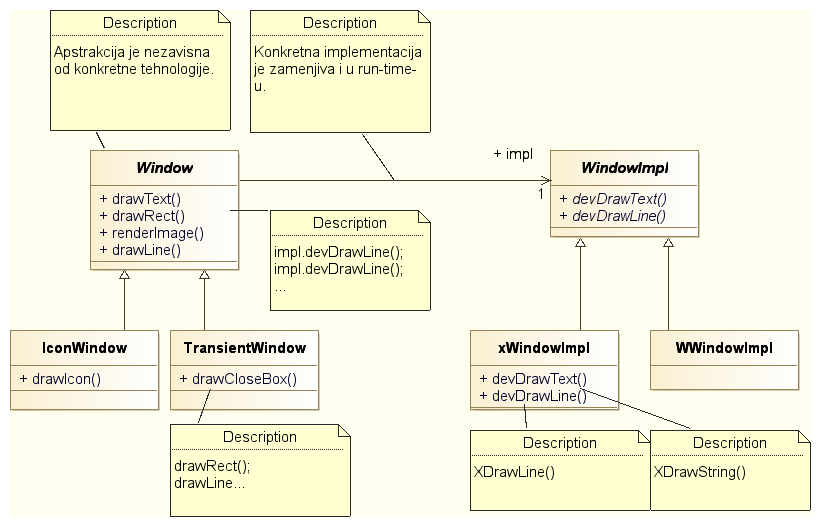 Description
Apstrakcija je nezavisna
od konkretne tehnologije.
Description
Konkretna implementacija
je zamenjiva i u run-time-
u.
Window
+ drawText()
+ drawRect()
+ renderImage()
+ drawLine()
+ impl
1
WindowImpl
+ devDrawText()
+ devDrawLine()
Description
impl.devDrawLine();
impl.devDrawLine();
...
IconWindow
+ drawIcon()
TransientWindow
+ drawCloseBox()
xWindowImpl
+ devDrawText()
+ devDrawLine()
WWindowImpl
Description
drawRect();
drawLine...
Description
XDrawLine()
Description
XDrawString()